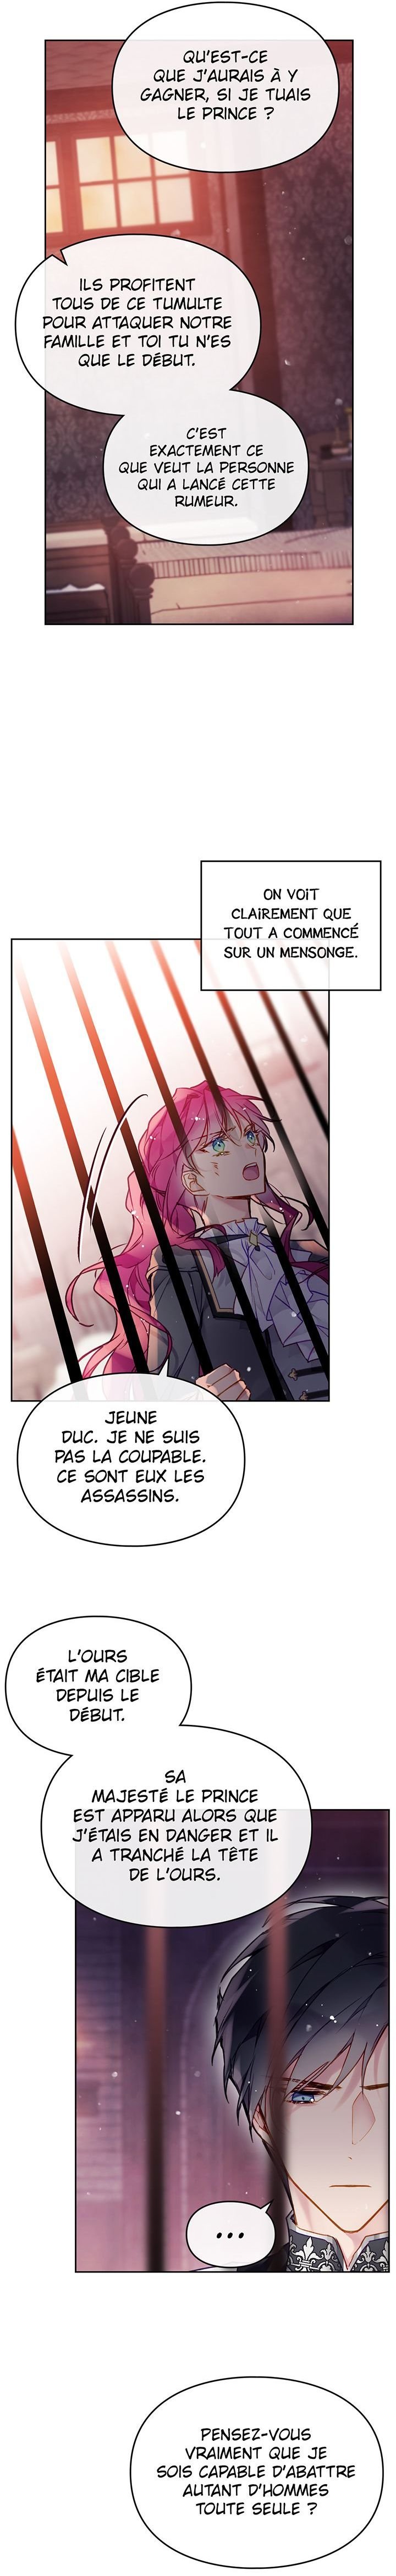 QU'EST-CE
QUE J'AURAIS À Y
GAGNER, SI JE TUAIS
LE PRINCE ?
ILS PROFITENT
TOUS DE CE TUMULTE
POUR ATTAQUER NOTRE
FAMILLE ET TOI TU N'ES
QUE LE DÉBUT.
C'EST
EXACTEMENT CE
QUE VEUT LA PERSONNE
QUI A LANCÉ CETTE
RUMEUR.
ON VOIT
CLAIREMENT QUE
TOUT A COMMENCÉ
SUR UN MENSONGE.
JEUNE
DUC. JE NE SUIS
PAS LA COUPABLE.
CE SONT EUX LES
ASSASSINS.
L'OURS
ÉTAIT MA CIBLE
DEPUIS LE
DÉBUT.
SA
MAJESTÉ LE PRINCE
EST APPARU ALORS QUE
J'ÉTAIS EN DANGER ET IL
A TRANCHÉ LA TÊTE
DE L'OURS.
...
PENSEZ-VOUS
VRAIMENT QUE JE
SOIS CAPABLE D'ABATTRE
AUTANT D'HOMMES
TOUTE SEULE ?